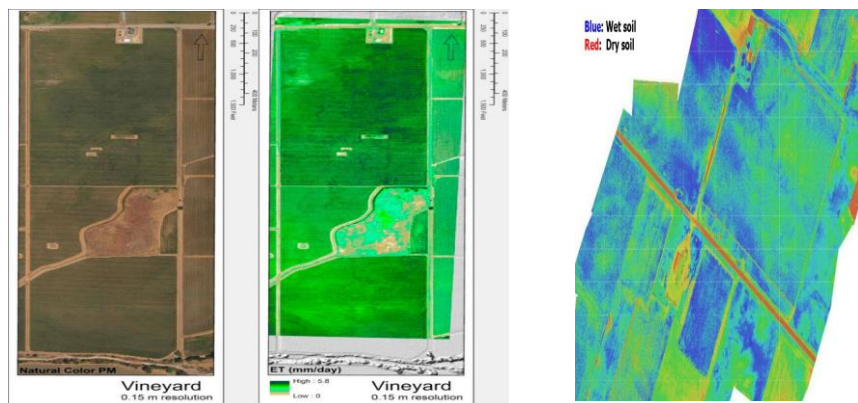 Natural Color PM
Vineyard
0.15 m resolution
ET (mm/day)
High : 5.8
Low : 0
Vineyard
0.15 m resolution
Blue: Wet soil
Red: Dry soil